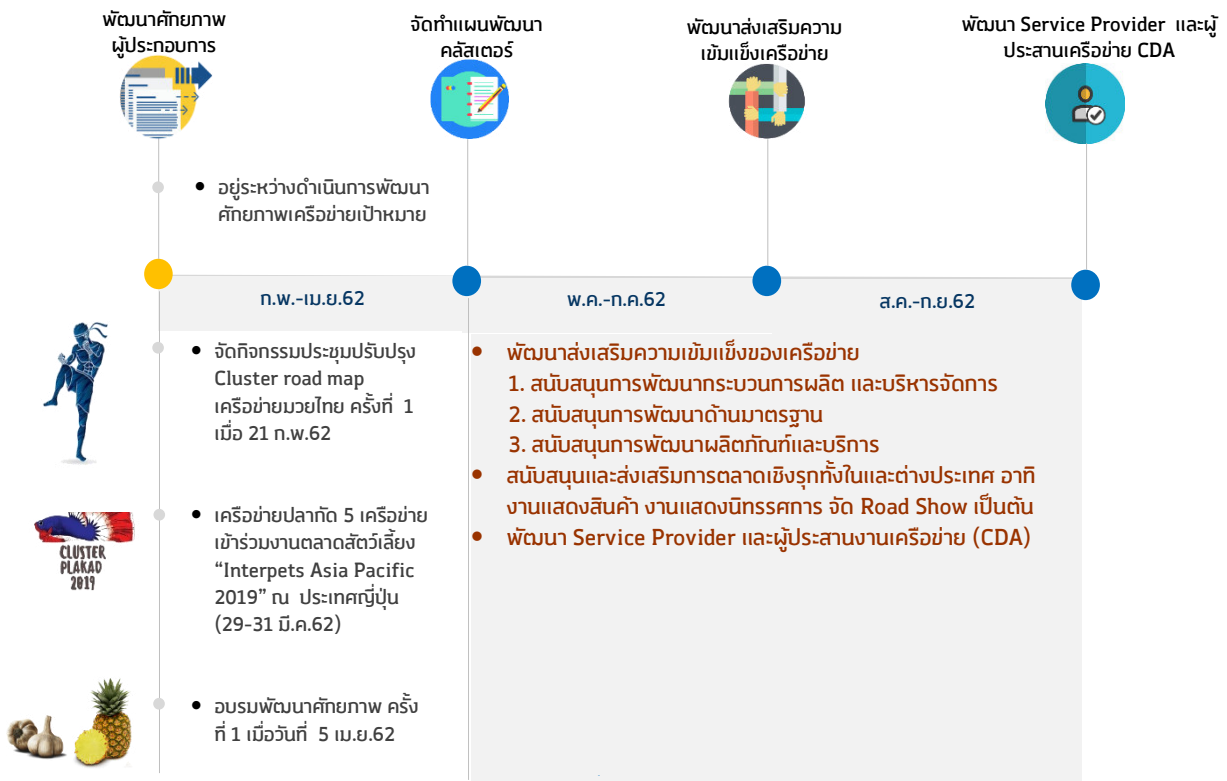 พัฒนาศักยภาพ
ผู้ประกอบการ
จัดทำแผนพัฒนา
คลัสเตอร์
พัฒนาส่งเสริมความ
เข้มแข็งเครือข่าย
พัฒนา Service Provider และผู้
ประสานเครือข่าย CDA
• อยู่ระหว่างดำเนินการพัฒนา
ศักยภาพเครือข่ายเป้าหมาย
ก.พ.-เม.ย.62
พ.ค.-ก.ค.62
ส.ค.-ก.ย.62
• จัดกิจกรรมประชุมปรับปรุง
Cluster road map
เครือข่ายมวยไทย ครั้งที่ 1
เมื่อ 21 ก.พ.62
CLUSTER
PLAKAD
2019
• เครือข่ายปลากัด 5 เครือข่าย
เข้าร่วมงานตลาดสัตว์เลี้ยง
“Interpets Asia Pacific
2019” ณ ประเทศญี่ปุ่น
(29-31 มี.ค.62)
• อบรมพัฒนาศักยภาพ ครั้ง
ที่ 1 เมื่อวันที่ 5 เม.ย.62
• พัฒนาส่งเสริมความเข้มแข็งของเครือข่าย
1. สนับสนุนการพัฒนากระบวนการผลิต และบริหารจัดการ
2. สนับสนุนการพัฒนาด้านมาตรฐาน
3. สนับสนุนการพัฒนาผลิตภัณฑ์และบริการ
• สนับสนุนและส่งเสริมการตลาดเชิงรุกทั้งในและต่างประเทศ อาทิ
งานแสดงสินค้า งานแสดงนิทรรศการ จัด Road Show เป็นต้น
• พัฒนา Service Provider และผู้ประสานงานเครือข่าย (CDA)